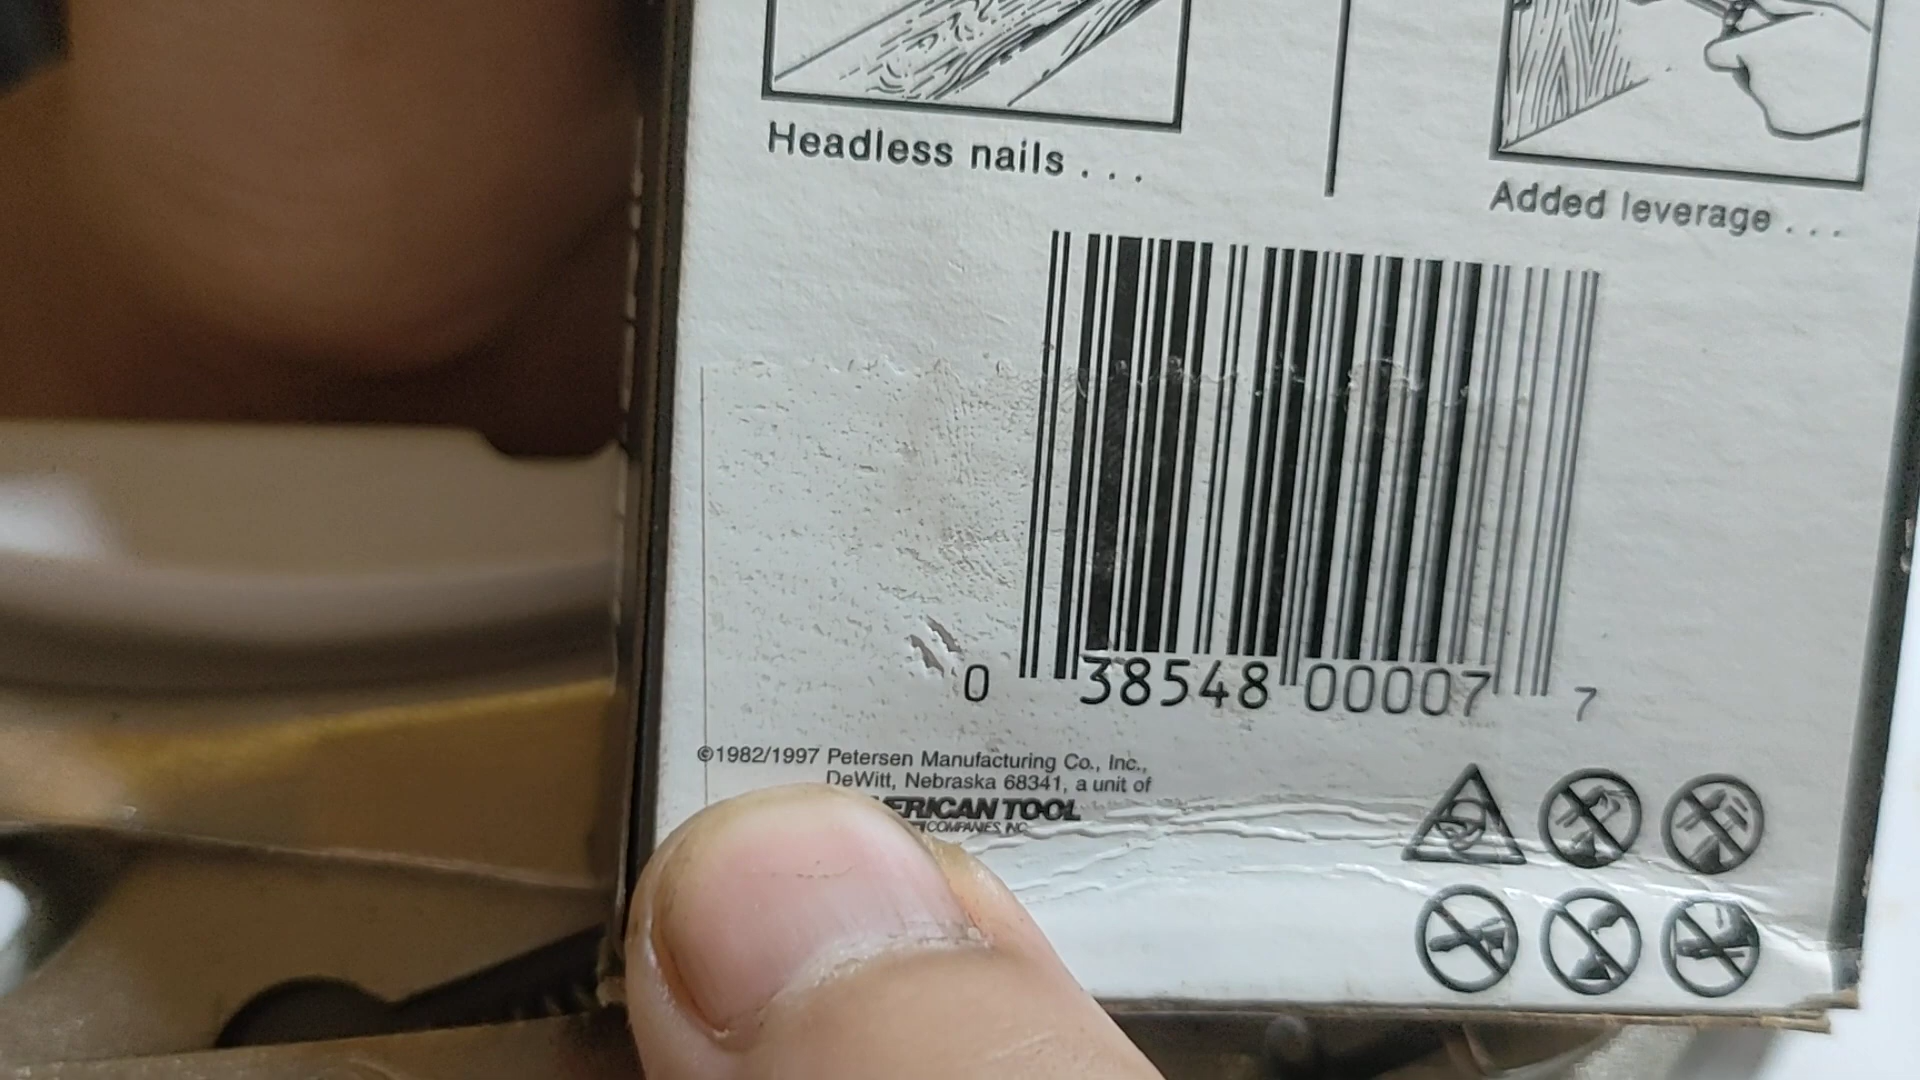 Headless nails . . .
Added leverage . . .
0 38548 00007 7
©1982/1997 Petersen Manufacturing Co., Inc.,
DeWitt, Nebraska 68341, a unit of
TOOL
COMPANIES, INC.